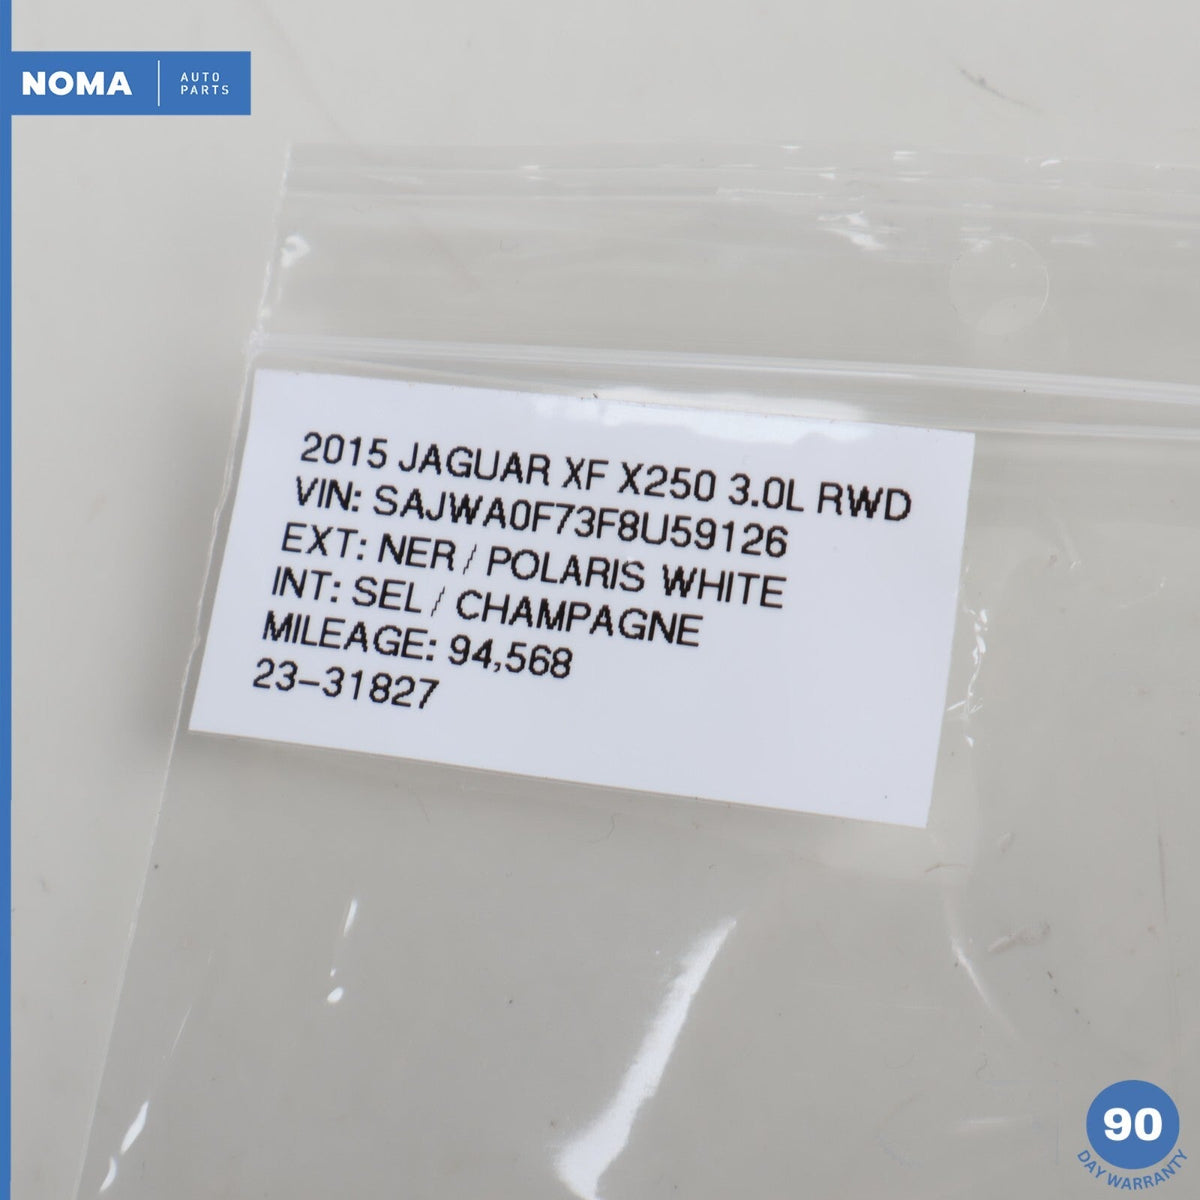 NOMA AUTO PARTS
2015 JAGUAR XF X250 3.0L RWD
VIN: SAJWA0F73F8U59126
EXT: NER / POLARIS WHITE
INT: SEL / CHAMPAGNE
MILEAGE: 94,568
23-31827
90
DAY WARRANTY